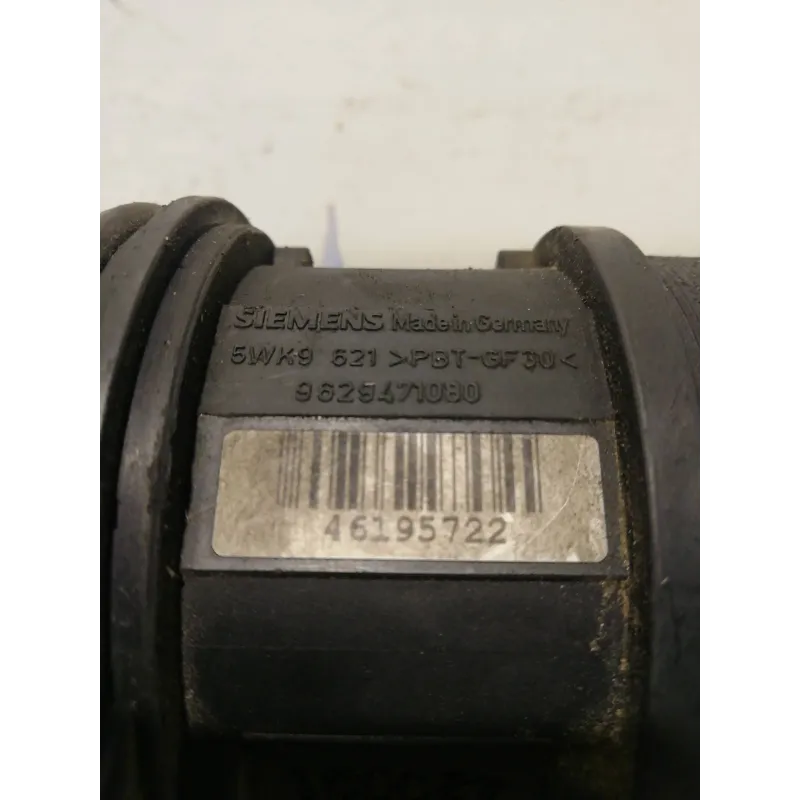 SIEMENS Made in Germany
5WK9 621 >PBT-GF30<
9629471080
46195722